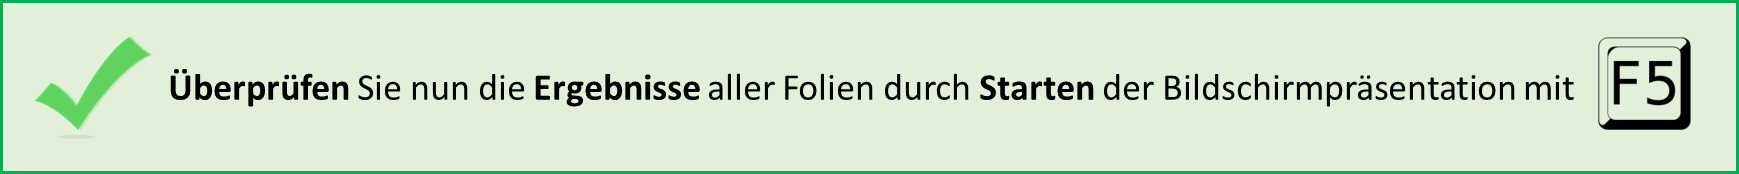 Überprüfen Sie nun die Ergebnisse aller Folien durch Starten der Bildschirmpräsentation mit F5